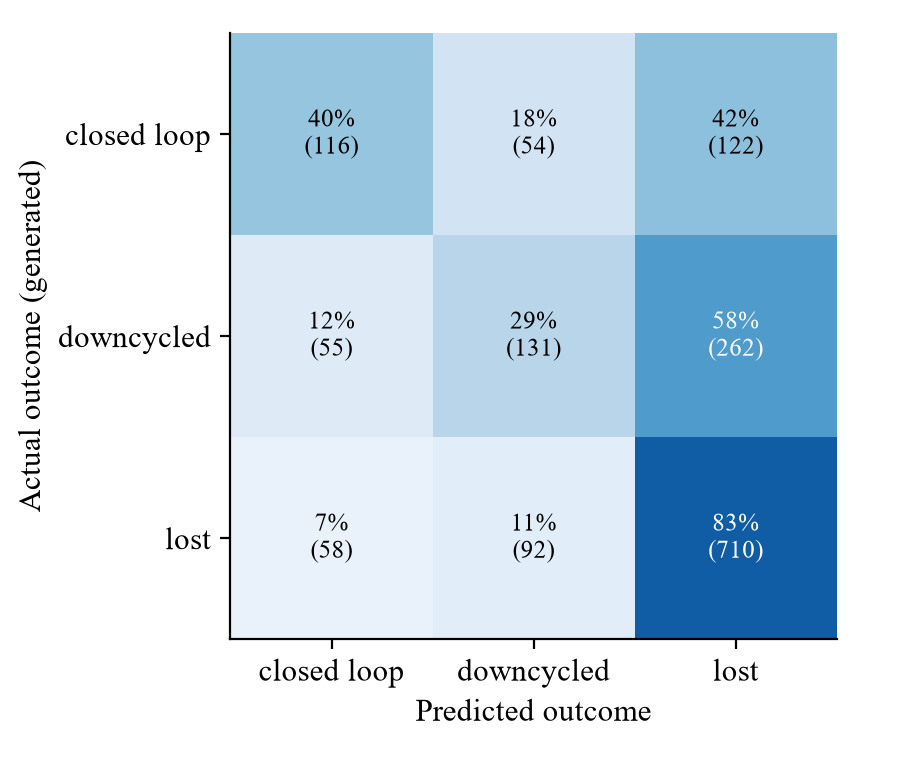 closed loop
40%
(116)
18%
(54)
42%
(122)
downcycled
12%
(55)
29%
(131)
58%
(262)
lost
7%
(58)
11%
(92)
83%
(710)
closed loop
downcycled
lost
Predicted outcome
Actual outcome (generated)